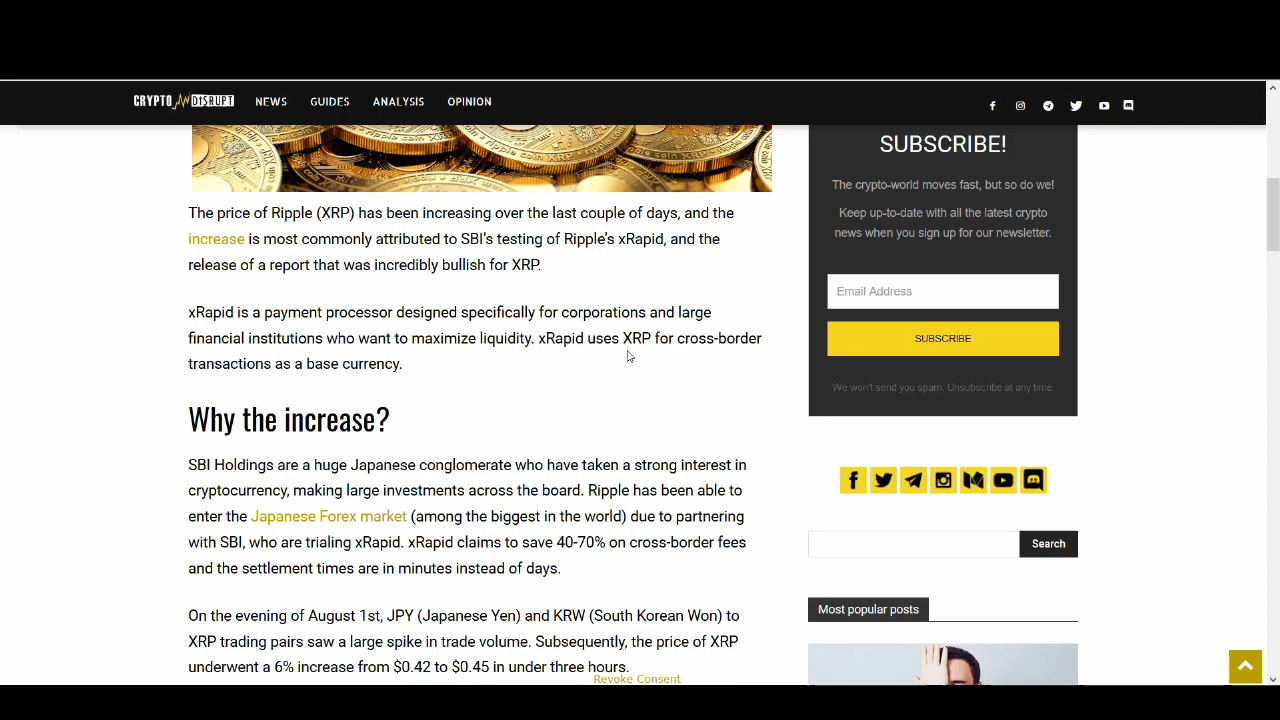 CRYPTO DISRUPT NEWS GUIDES ANALYSIS OPINION
The price of Ripple (XRP) has been increasing over the last couple of days, and the
increase is most commonly attributed to SBI’s testing of Ripple’s xRapid, and the
release of a report that was incredibly bullish for XRP.
xRapid is a payment processor designed specifically for corporations and large
financial institutions who want to maximize liquidity. xRapid uses XRP for cross-border
transactions as a base currency.
Why the increase?
SBI Holdings are a huge Japanese conglomerate who have taken a strong interest in
cryptocurrency, making large investments across the board. Ripple has been able to
enter the Japanese Forex market (among the biggest in the world) due to partnering
with SBI, who are trialing xRapid. xRapid claims to save 40-70% on cross-border fees
and the settlement times are in minutes instead of days.
On the evening of August 1st, JPY (Japanese Yen) and KRW (South Korean Won) to
XRP trading pairs saw a large spike in trade volume. Subsequently, the price of XRP
underwent a 6% increase from $0.42 to $0.45 in under three hours.
Revoke Consent
SUBSCRIBE!
The crypto-world moves fast, but so do we!
Keep up-to-date with all the latest crypto
news when you sign up for our newsletter.
Email Address
SUBSCRIBE
We won't send you spam. Unsubscribe at any time.
Search
Most popular posts